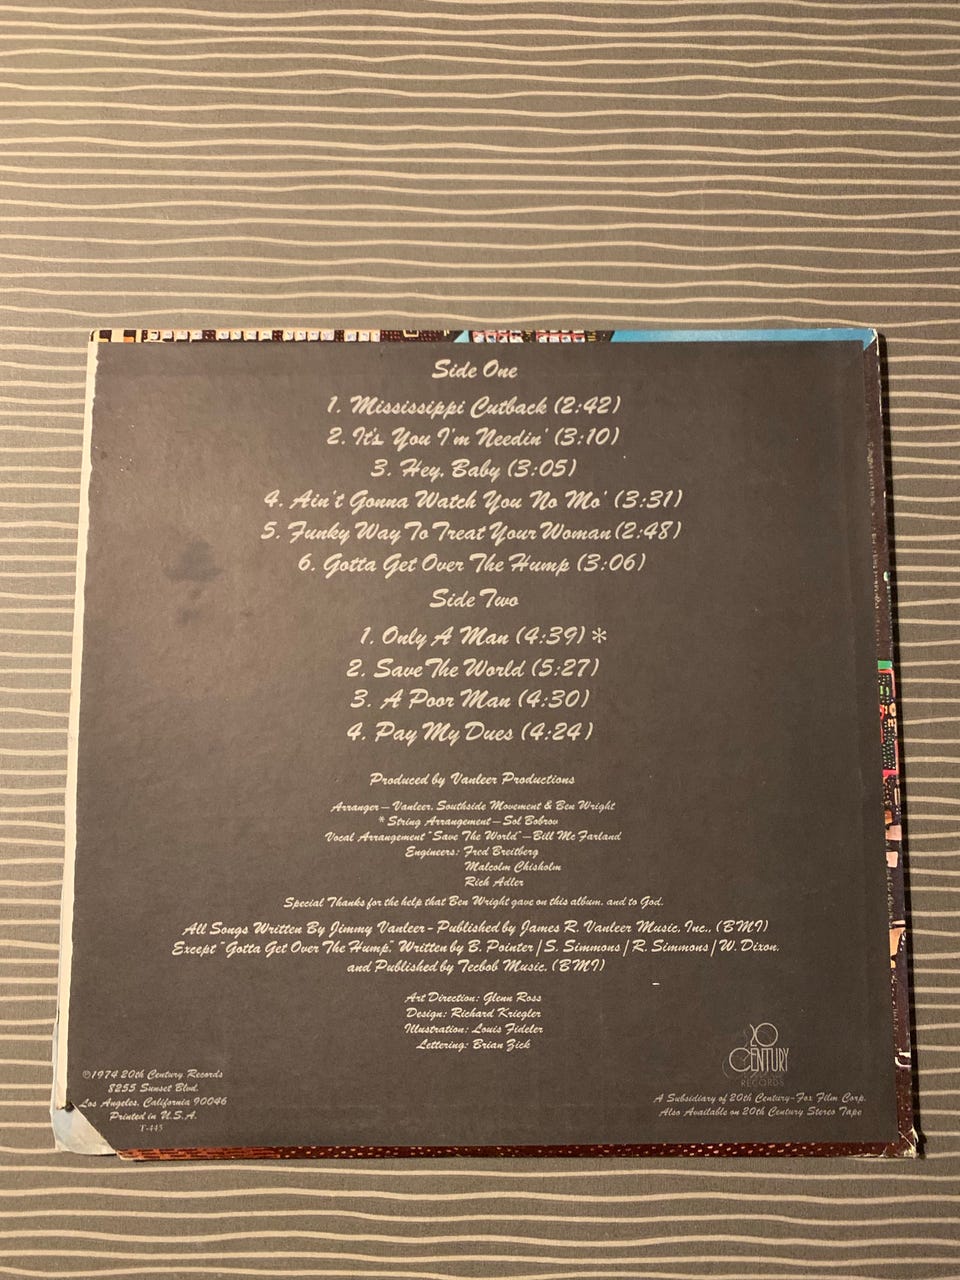 Side One
1. Mississippi Cutback (2:42)
2. It's You I'm Needin' (3:10)
3. Hey, Baby (3:05)
4. Ain't Gonna Watch You No Mo' (3:31)
5. Funky Way To Treat Your Woman (2:48)
6. Gotta Get Over The Hump (3:06)
Side Two
1. Only A Man (4:39) *
2. Save The World (5:27)
3. A Poor Man (4:30)
4. Pay My Dues (4:24)
Produced by Vanleer Productions
Arranger – Vanleer, Southside Movement & Ben Wright
* String Arrangement – Sol Bobrov
Vocal Arrangement "Save The World" – Bill Mc Farland
Engineers: Fred Breitberg
Malcolm Chisholm
Rich Adler
Special Thanks for the help that Ben Wright gave on this album, and to God.
All Songs Written By Jimmy Vanleer - Published by James R. Vanleer Music, Inc., (BMI)
Except "Gotta Get Over The Hump," Written by B. Pointer / S. Simmons / R. Simmons / W. Dixon,
and Published by Tecbob Music, (BMI)
Art Direction: Glenn Ross
Design: Richard Kriegler
Illustration: Louis Fideler
Lettering: Brian Zick
℗1974 20th Century Records
8255 Sunset Blvd.
Los Angeles, California 90046
Printed in U.S.A.
T-445
20
CENTURY
RECORDS
A Subsidiary of 20th Century-Fox Film Corp.
Also Available on 20th Century Stereo Tape